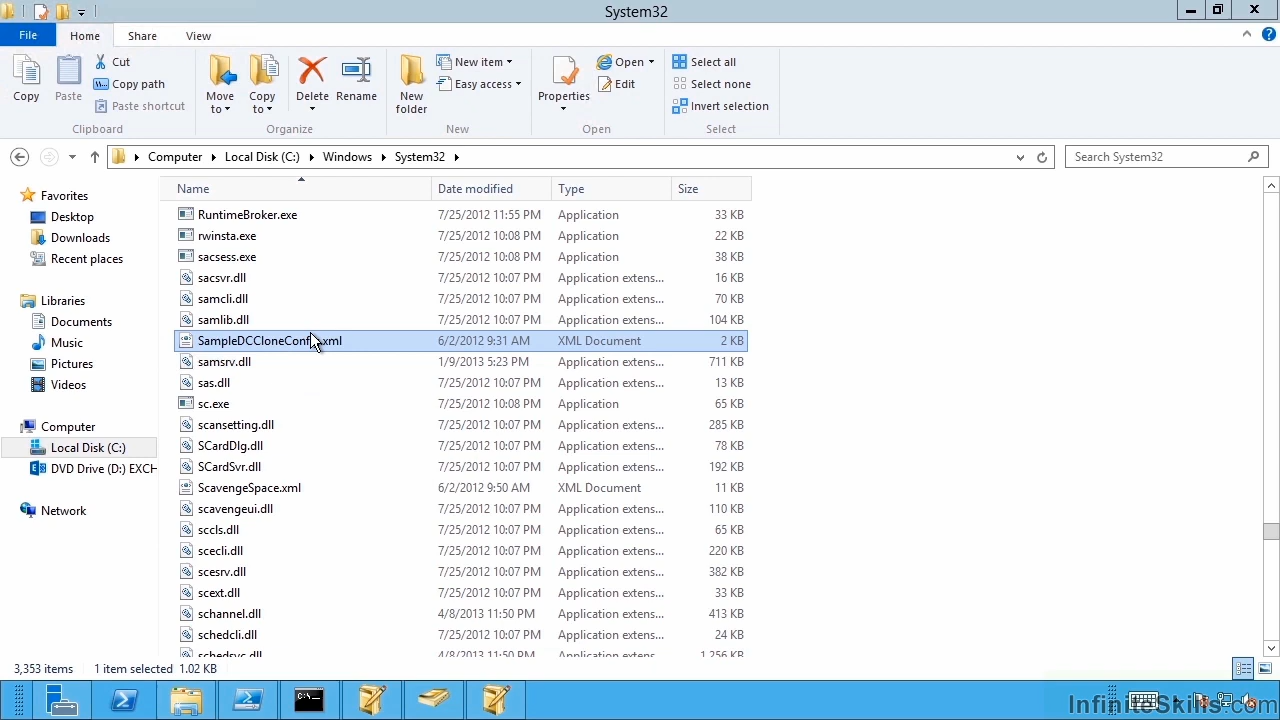 System32
File Home Share View
Copy Paste Cut Copy path Paste shortcut
Clipboard
Move to Copy to Delete Rename
Organize
New folder New item Easy access
New
Properties Open Edit
Open
Select all Select none Invert selection
Select
Computer Local Disk (C:) Windows System32
Search System32
Favorites
Desktop
Downloads
Recent places
Libraries
Documents
Music
Pictures
Videos
Computer
Local Disk (C:)
DVD Drive (D:) EXCH
Network
Name Date modified Type Size
RuntimeBroker.exe 7/25/2012 11:55 PM Application 33 KB
rwinsta.exe 7/25/2012 10:08 PM Application 22 KB
sacsess.exe 7/25/2012 10:08 PM Application 38 KB
sacsvr.dll 7/25/2012 10:07 PM Application extens... 16 KB
samcli.dll 7/25/2012 10:07 PM Application extens... 70 KB
samlib.dll 7/25/2012 10:07 PM Application extens... 104 KB
6/2/2012 9:31 AM XML Document 2 KB
samsrv.dll 1/9/2013 5:23 PM Application extens... 711 KB
sas.dll 7/25/2012 10:07 PM Application extens... 13 KB
sc.exe 7/25/2012 10:08 PM Application 65 KB
scansetting.dll 7/25/2012 10:07 PM Application extens... 285 KB
SCardDlg.dll 7/25/2012 10:07 PM Application extens... 78 KB
SCardSvr.dll 7/25/2012 10:07 PM Application extens... 192 KB
ScavengeSpace.xml 6/2/2012 9:50 AM XML Document 11 KB
scavengeui.dll 7/25/2012 10:07 PM Application extens... 110 KB
sccls.dll 7/25/2012 10:07 PM Application extens... 65 KB
scecli.dll 7/25/2012 10:07 PM Application extens... 220 KB
scesrv.dll 7/25/2012 10:07 PM Application extens... 382 KB
scext.dll 7/25/2012 10:07 PM Application extens... 33 KB
schannel.dll 4/8/2013 11:50 PM Application extens... 413 KB
schedcli.dll 7/25/2012 10:07 PM Application extens... 24 KB
3,353 items 1 item selected 1.02 KB
InfiniteSkills.com